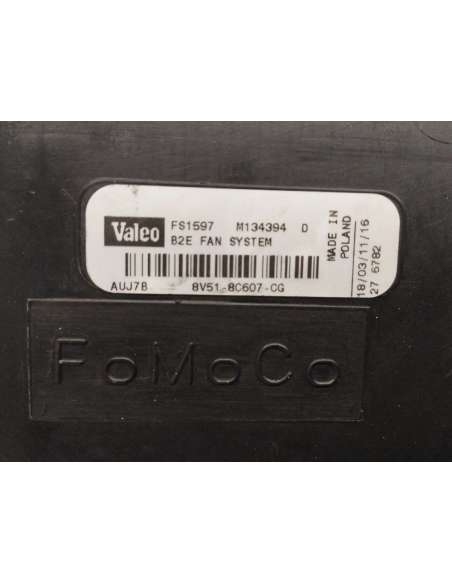 Valeo FS1597 M134394 D
B2E FAN SYSTEM
AUJ7B 8V51-8C607-CG
MADE IN
POLAND
18/03/11/16
27 6782
FoMoCo